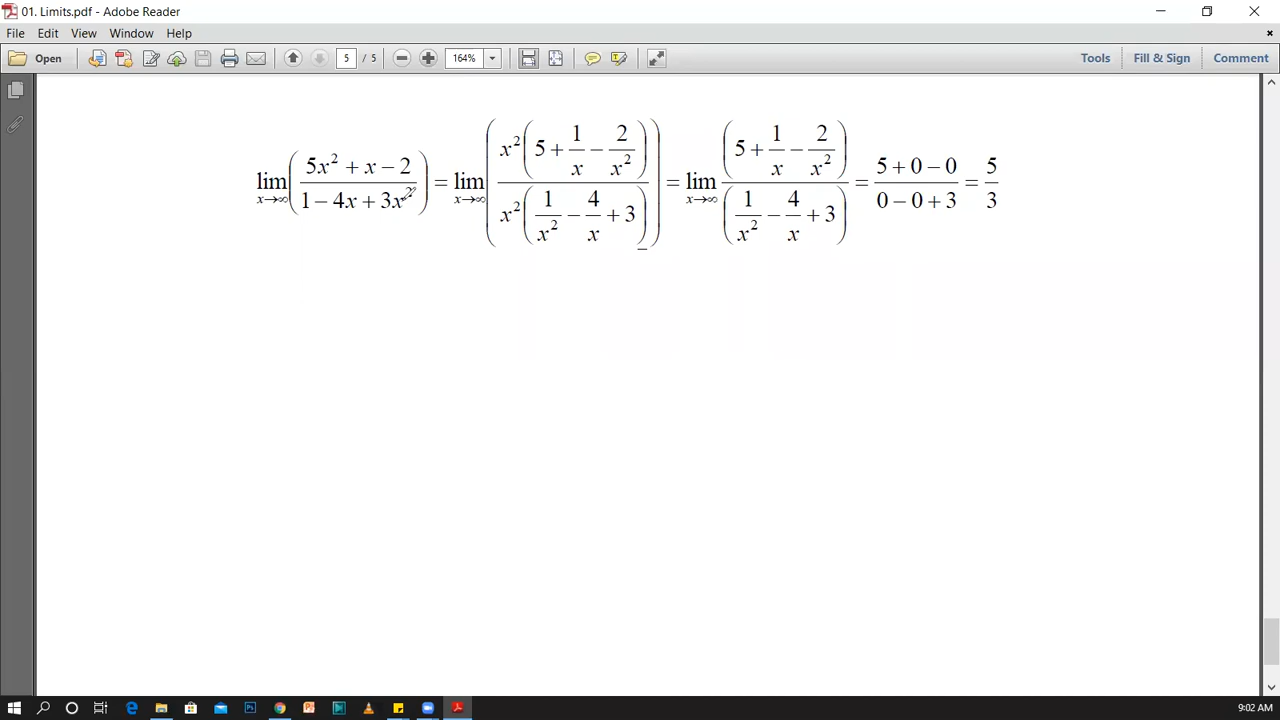 01. Limits.pdf - Adobe Reader
File Edit View Window Help
Open 5 / 5 164% Tools Fill & Sign Comment
lim x→∞ ( (5x² + x − 2) / (1 − 4x + 3x²) ) = lim x→∞ ( x² (5 + 1/x − 2/x²) / x² (1/x² − 4/x + 3) ) = lim x→∞ (5 + 1/x − 2/x²) / (1/x² − 4/x + 3) = (5 + 0 − 0) / (0 − 0 + 3) = 5/3
9:02 AM